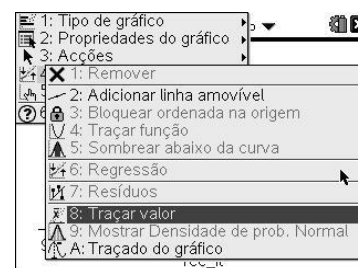 1: Tipo de gráfico
2: Propriedades do gráfico
3: Acções
1: Remover
2: Adicionar linha amovível
3: Bloquear ordenada na origem
4: Traçar função
5: Sombrear abaixo da curva
6: Regressão
7: Resíduos
8: Traçar valor
9: Mostrar Densidade de prob. Normal
A: Traçado do gráfico